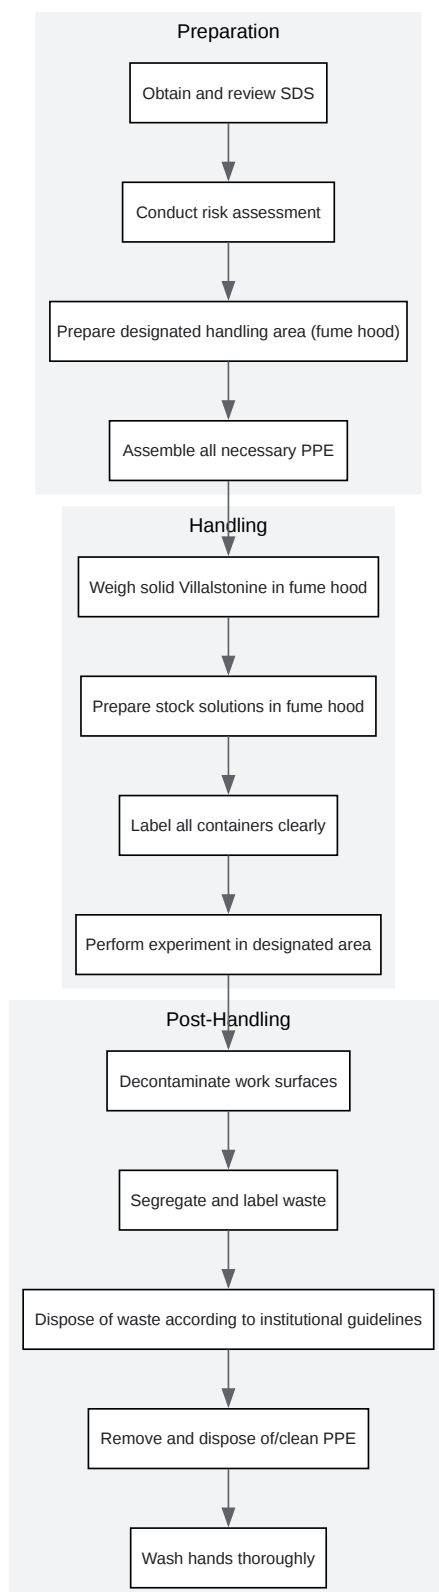 Preparation
Obtain and review SDS
Conduct risk assessment
Prepare designated handling area (fume hood)
Assemble all necessary PPE
Handling
Weigh solid Villalstonine in fume hood
Prepare stock solutions in fume hood
Label all containers clearly
Perform experiment in designated area
Post-Handling
Decontaminate work surfaces
Segregate and label waste
Dispose of waste according to institutional guidelines
Remove and dispose of/clean PPE
Wash hands thoroughly